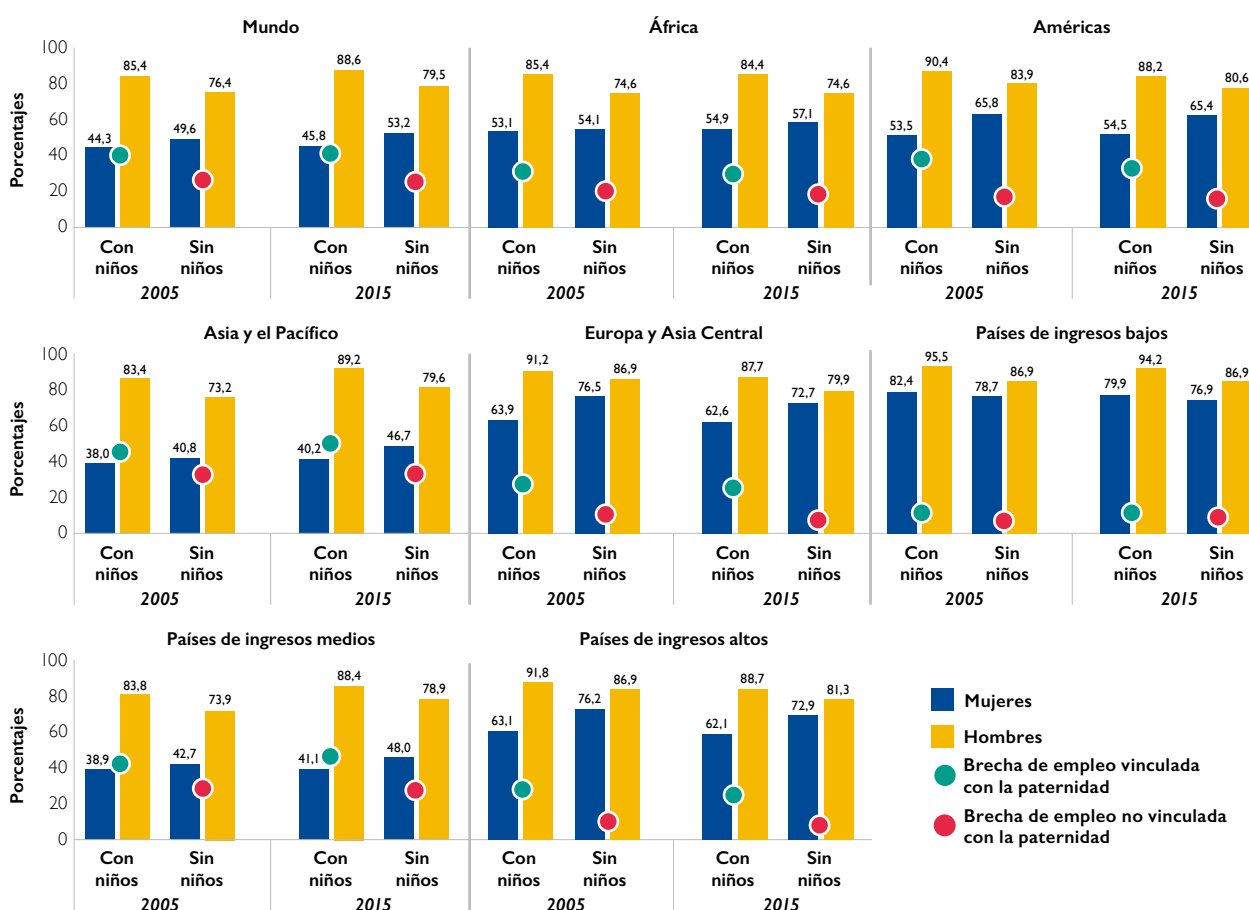 Mundo
África
Américas
Porcentajes
100
80
60
40
20
0
44,3 85,4 49,6 76,4 45,8 88,6 53,2 79,5
53,1 85,4 54,1 74,6 54,9 84,4 57,1 74,6
53,5 90,4 65,8 83,9 54,5 88,2 65,4 80,6
Con niños Sin niños Con niños Sin niños
Con niños Sin niños Con niños Sin niños
Con niños Sin niños Con niños Sin niños
2005 2015 2005 2015 2005 2015
Asia y el Pacífico
Europa y Asia Central
Países de ingresos bajos
Porcentajes
100
80
60
40
20
0
38,0 83,4 40,8 73,2 40,2 89,2 46,7 79,6
63,9 91,2 76,5 86,9 62,6 87,7 72,7 79,9
82,4 95,5 78,7 86,9 79,9 94,2 76,9 86,9
Con niños Sin niños Con niños Sin niños
Con niños Sin niños Con niños Sin niños
Con niños Sin niños Con niños Sin niños
2005 2015 2005 2015 2005 2015
Países de ingresos medios
Países de ingresos altos
Porcentajes
100
80
60
40
20
0
38,9 83,8 42,7 73,9 41,1 88,4 48,0 78,9
63,1 91,8 76,2 86,9 62,1 88,7 72,9 81,3
Con niños Sin niños Con niños Sin niños
Con niños Sin niños Con niños Sin niños
2005 2015 2005 2015
Mujeres
Hombres
Brecha de empleo vinculada
con la paternidad
Brecha de empleo no vinculada
con la paternidad